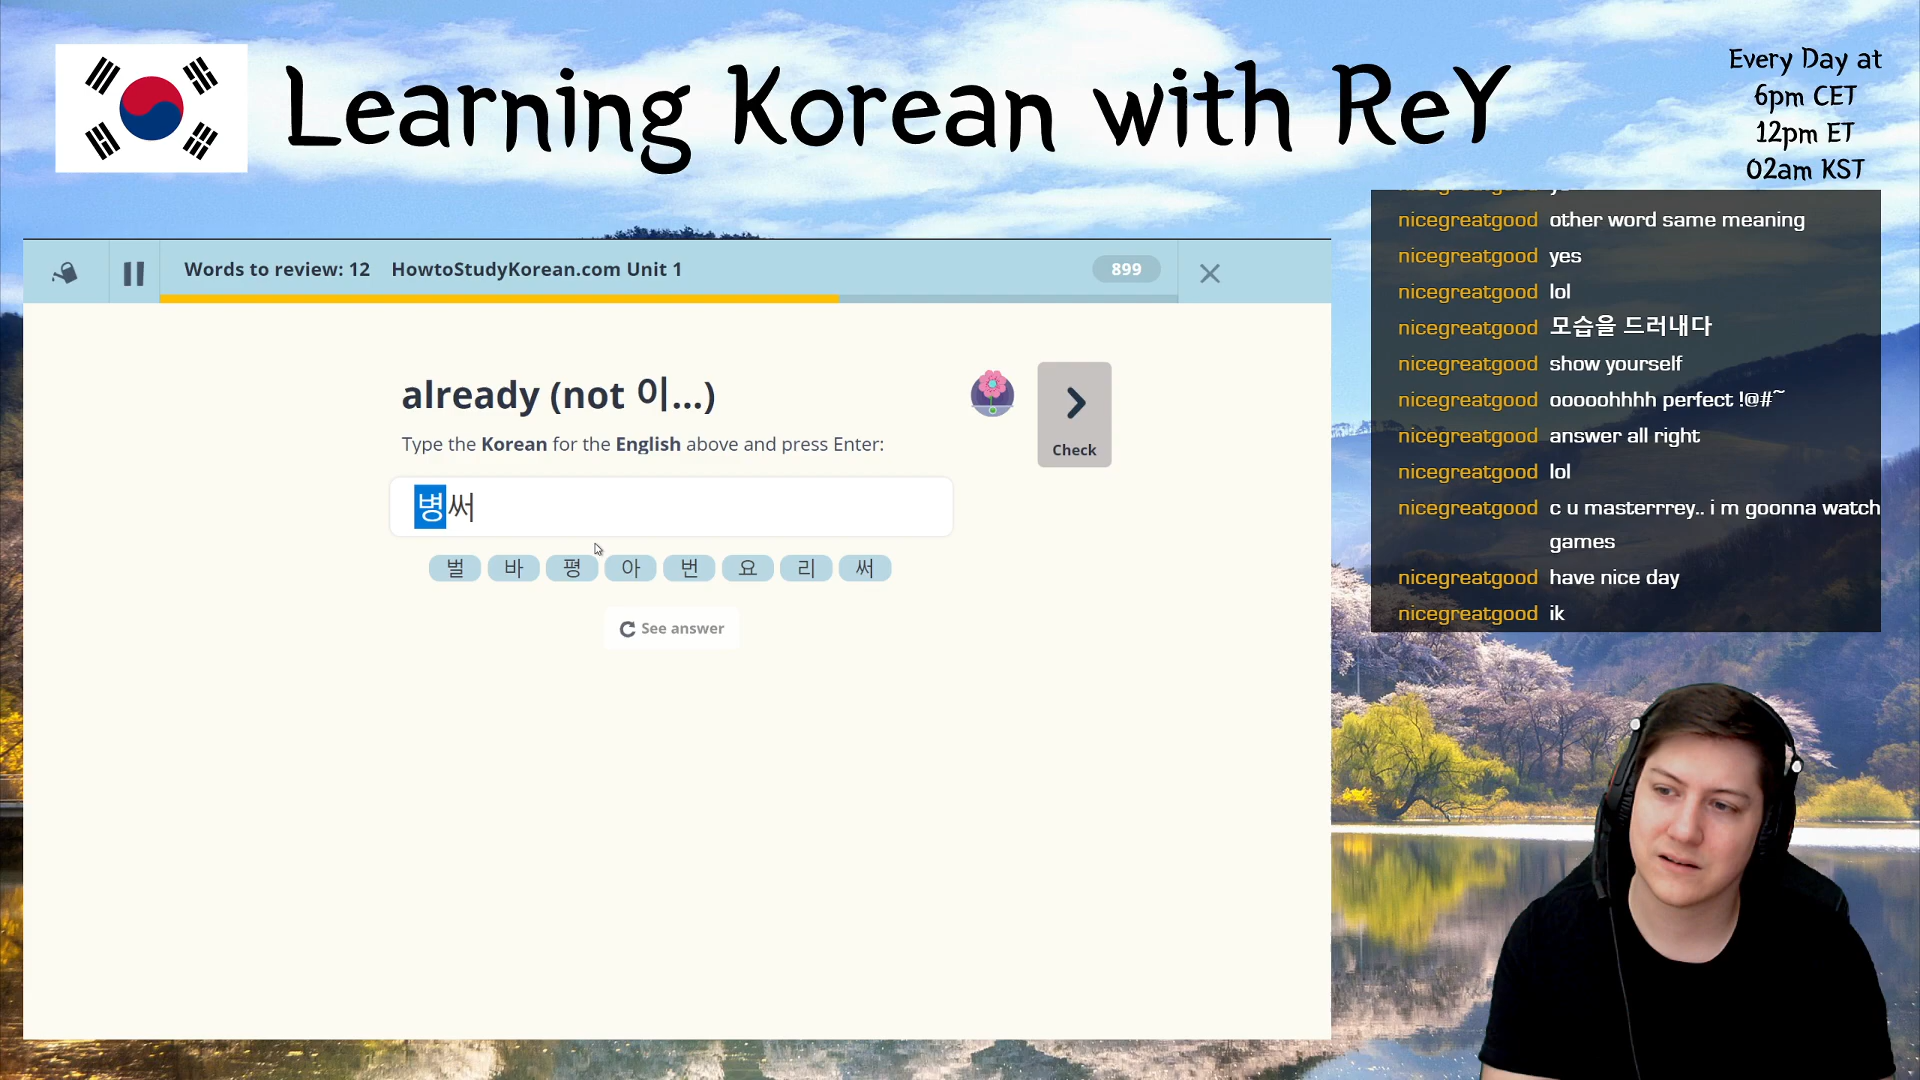 Learning Korean with ReY
Every Day at
6pm CET
12pm ET
02am KST
nicegreatgood other word same meaning
nicegreatgood yes
nicegreatgood lol
nicegreatgood 모습을 드러내다
nicegreatgood show yourself
nicegreatgood ooooohhhh perfect !@#~
nicegreatgood answer all right
nicegreatgood lol
nicegreatgood c u masterrrey.. i m goonna watch
games
nicegreatgood have nice day
nicegreatgood ik
Words to review: 12 HowtoStudyKorean.com Unit 1
899
already (not 이...)
Type the Korean for the English above and press Enter:
Check
병써
벌 바 평 아 번 요 리 써
See answer